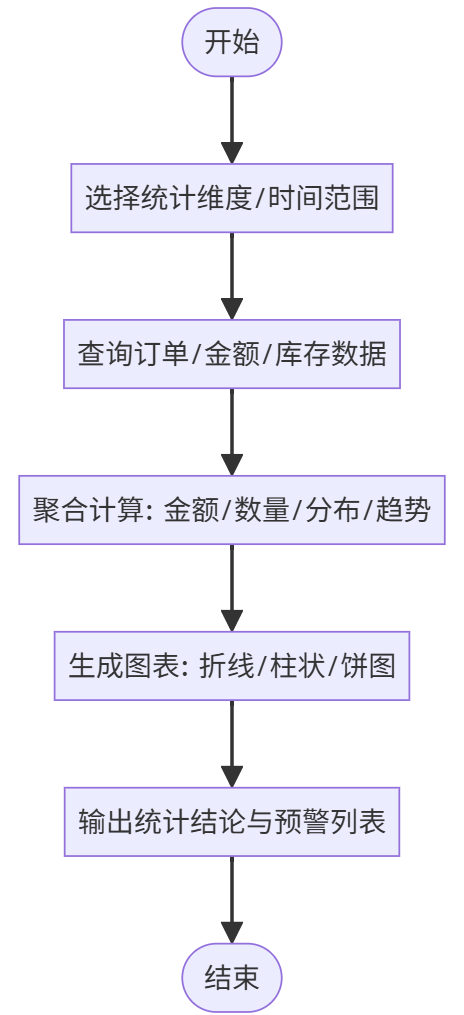 开始
选择统计维度/时间范围
查询订单/金额/库存数据
聚合计算: 金额/数量/分布/趋势
生成图表: 折线/柱状/饼图
输出统计结论与预警列表
结束